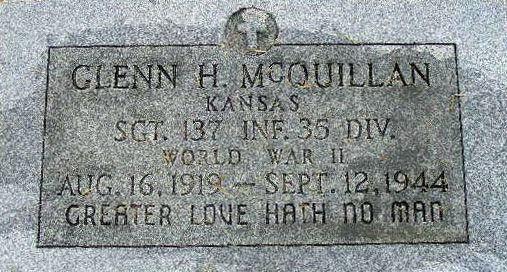 GLENN H. McQUILLAN
KANSAS
SGT. 137 INF. 35 DIV.
WORLD WAR II
AUG. 16, 1919 – SEPT. 12, 1944
GREATER LOVE HATH NO MAN